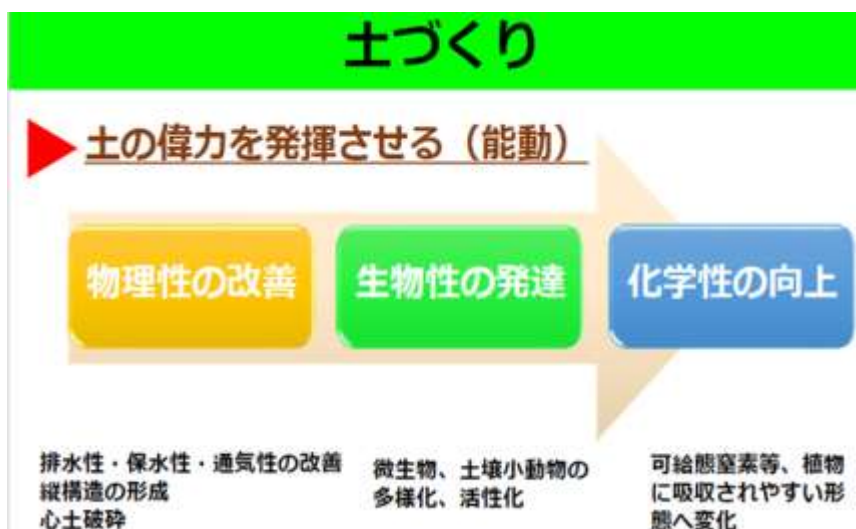 土づくり
土の偉力を発揮させる（能動）
物理性の改善
生物性の発達
化学性の向上
排水性・保水性・通気性の改善
縦構造の形成
心土破砕
微生物、土壌小動物の
多様化、活性化
可給態窒素等、植物
に吸収されやすい形
態へ変化